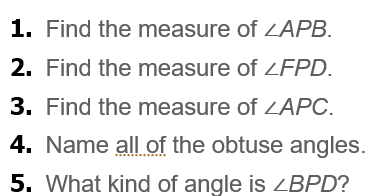 1. Find the measure of ∠APB.
2. Find the measure of ∠FPD.
3. Find the measure of ∠APC.
4. Name all of the obtuse angles.
5. What kind of angle is ∠BPD?